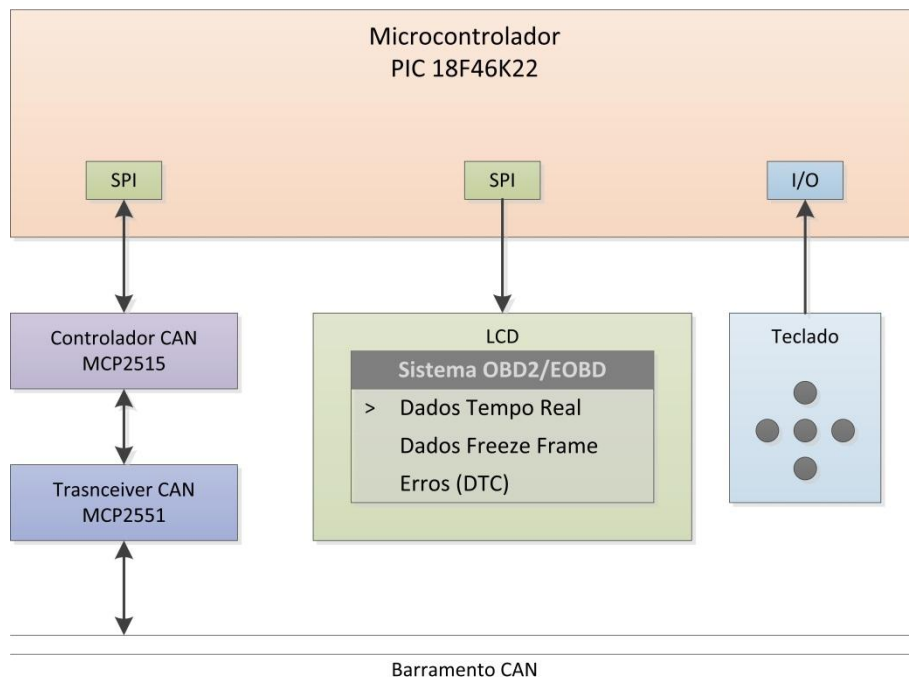 Microcontrolador
PIC 18F46K22
SPI
SPI
I/O
Controlador CAN
MCP2515
LCD
Sistema OBD2/EOBD
> Dados Tempo Real
Dados Freeze Frame
Erros (DTC)
Teclado
Trasnceiver CAN
MCP2551
Barramento CAN